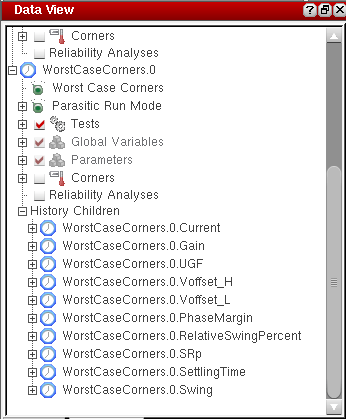 Data View
Corners
Reliability Analyses
WorstCaseCorners.0
Worst Case Corners
Parasitic Run Mode
Tests
Global Variables
Parameters
Corners
Reliability Analyses
History Children
WorstCaseCorners.0.Current
WorstCaseCorners.0.Gain
WorstCaseCorners.0.UGF
WorstCaseCorners.0.Voffset_H
WorstCaseCorners.0.Voffset_L
WorstCaseCorners.0.PhaseMargin
WorstCaseCorners.0.RelativeSwingPercent
WorstCaseCorners.0.SRp
WorstCaseCorners.0.SettlingTime
WorstCaseCorners.0.Swing